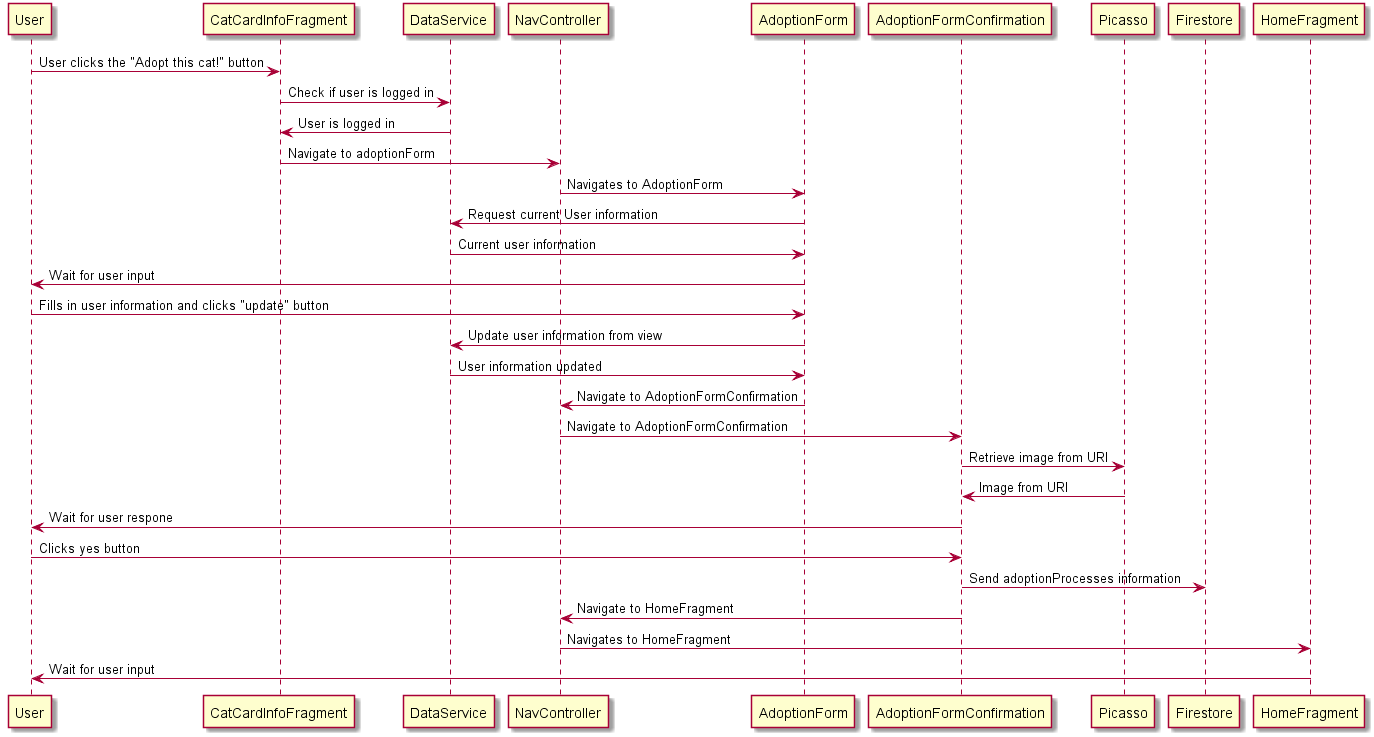 User CatCardInfoFragment DataService NavController AdoptionForm AdoptionFormConfirmation Picasso Firestore HomeFragment
User clicks the "Adopt this cat!" button
Check if user is logged in
User is logged in
Navigate to adoptionForm
Navigates to AdoptionForm
Request current User information
Current user information
Wait for user input
Fills in user information and clicks "update" button
Update user information from view
User information updated
Navigate to AdoptionFormConfirmation
Navigate to AdoptionFormConfirmation
Retrieve image from URI
Image from URI
Wait for user respone
Clicks yes button
Send adoptionProcesses information
Navigate to HomeFragment
Navigates to HomeFragment
Wait for user input
User CatCardInfoFragment DataService NavController AdoptionForm AdoptionFormConfirmation Picasso Firestore HomeFragment